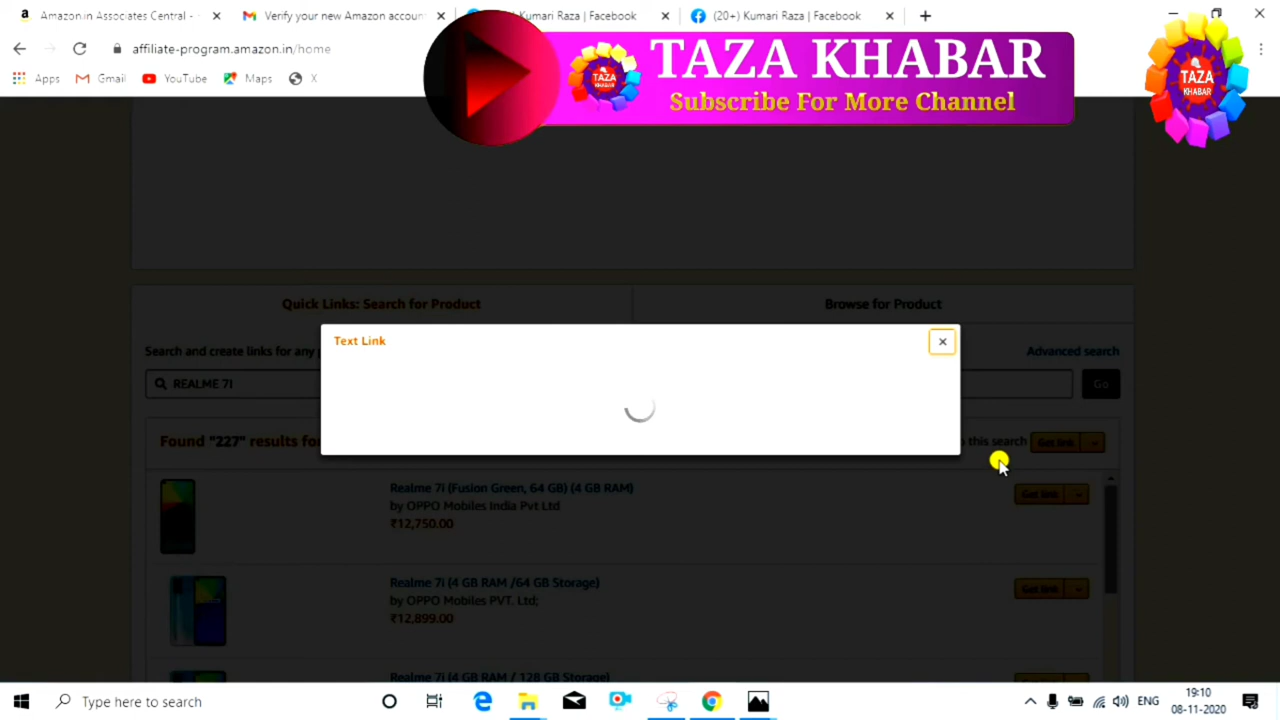 Amazon.in Associates Central -
Verify your new Amazon accoun
Kumari Raza | Facebook
(20+) Kumari Raza | Facebook
affiliate-program.amazon.in/home
Apps
Gmail
YouTube
Maps
X
TAZA KHABAR
Subscribe For More Channel
TAZA
KHABAR
TAZA
KHABAR
Quick Links: Search for Product
Browse for Product
Search and create links for any
Advanced search
REALME 7I
Go
Text Link
Found "227" results for
this search
Get link
Realme 7i (Fusion Green, 64 GB) (4 GB RAM)
by OPPO Mobiles India Pvt Ltd
₹12,750.00
Get link
Realme 7i (4 GB RAM /64 GB Storage)
by OPPO Mobiles PVT. Ltd;
₹12,899.00
Get link
Realme 7i (4 GB RAM / 128 GB Storage)
Type here to search
ENG
19:10
08-11-2020